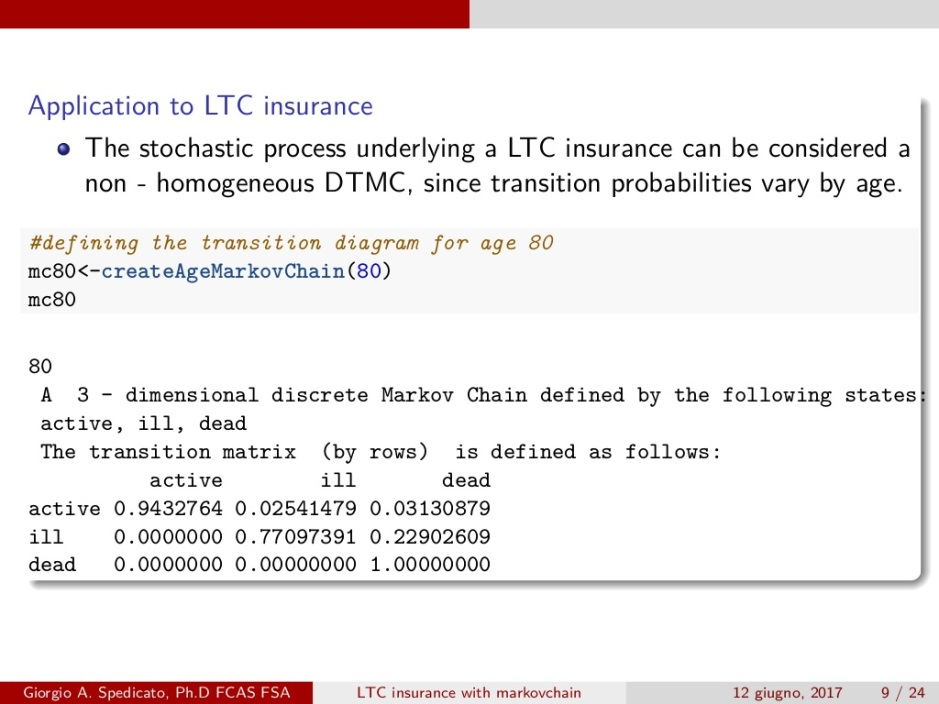 Application to LTC insurance
The stochastic process underlying a LTC insurance can be considered a
non - homogeneous DTMC, since transition probabilities vary by age.
#defining the transition diagram for age 80
mc80<-createAgeMarkovChain(80)
mc80
80
A  3 - dimensional discrete Markov Chain defined by the following states:
active, ill, dead
The transition matrix  (by rows)  is defined as follows:
active ill dead
active 0.9432764 0.02541479 0.03130879
ill 0.0000000 0.77097391 0.22902609
dead 0.0000000 0.00000000 1.00000000
Giorgio A. Spedicato, Ph.D FCAS FSA LTC insurance with markovchain 12 giugno, 2017 9 / 24